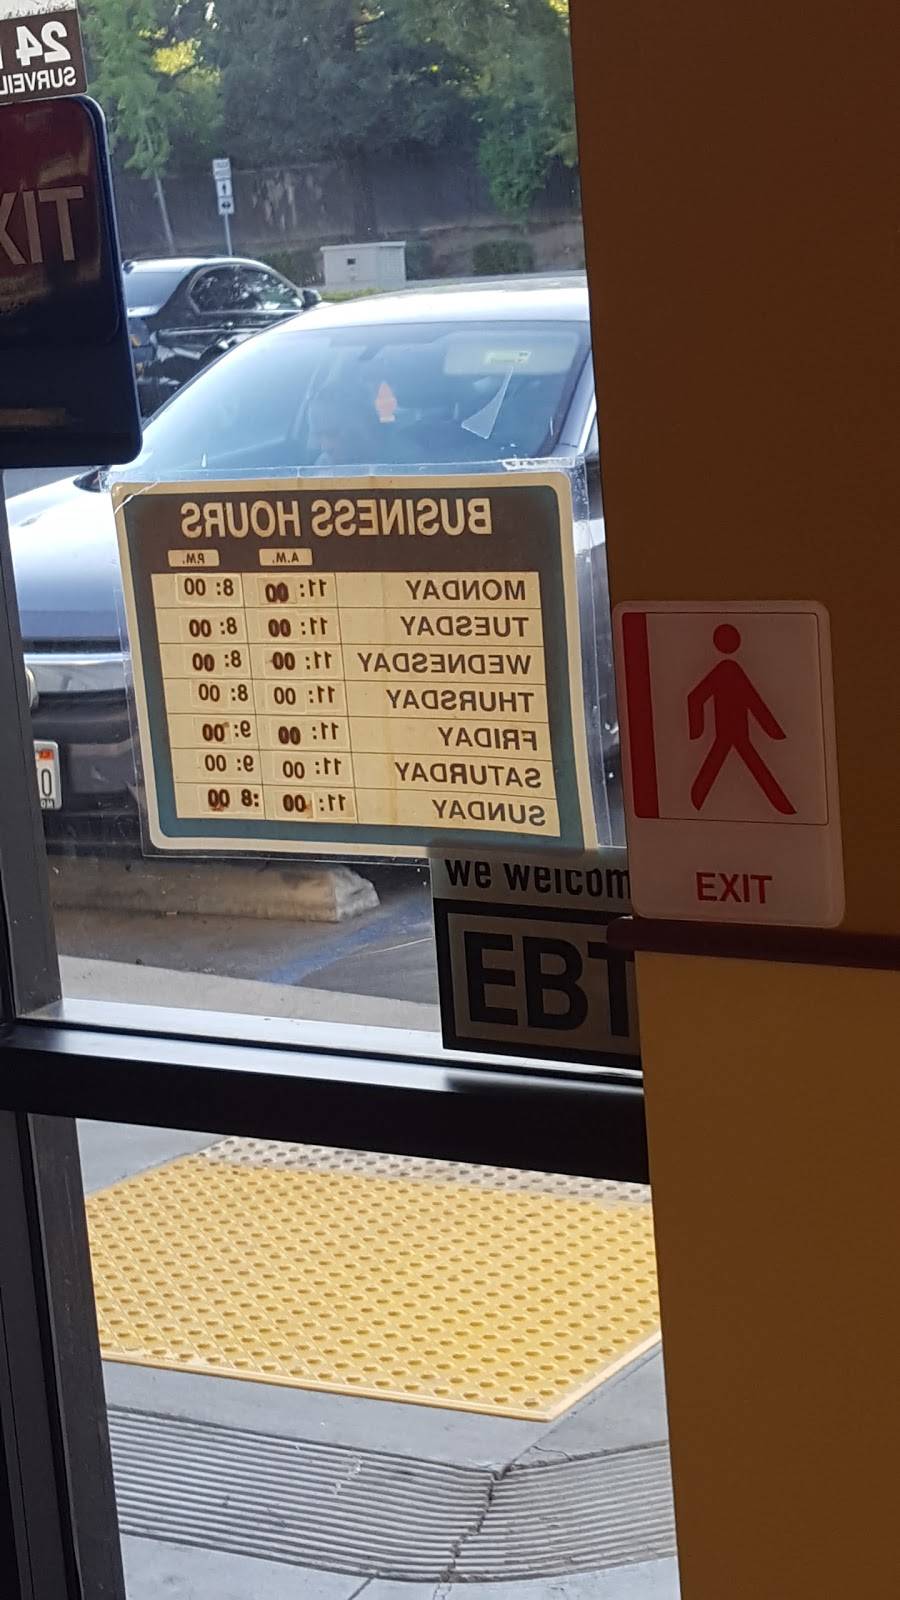 24
SURVEIL
EXIT
BUSINESS HOURS
A.M. P.M.
MONDAY 11:00 8:00
TUESDAY 11:00 8:00
WEDNESDAY 11:00 8:00
THURSDAY 11:00 8:00
FRIDAY 11:00 9:00
SATURDAY 11:00 9:00
SUNDAY 11:00 8:00
we welcom
EBT
EXIT